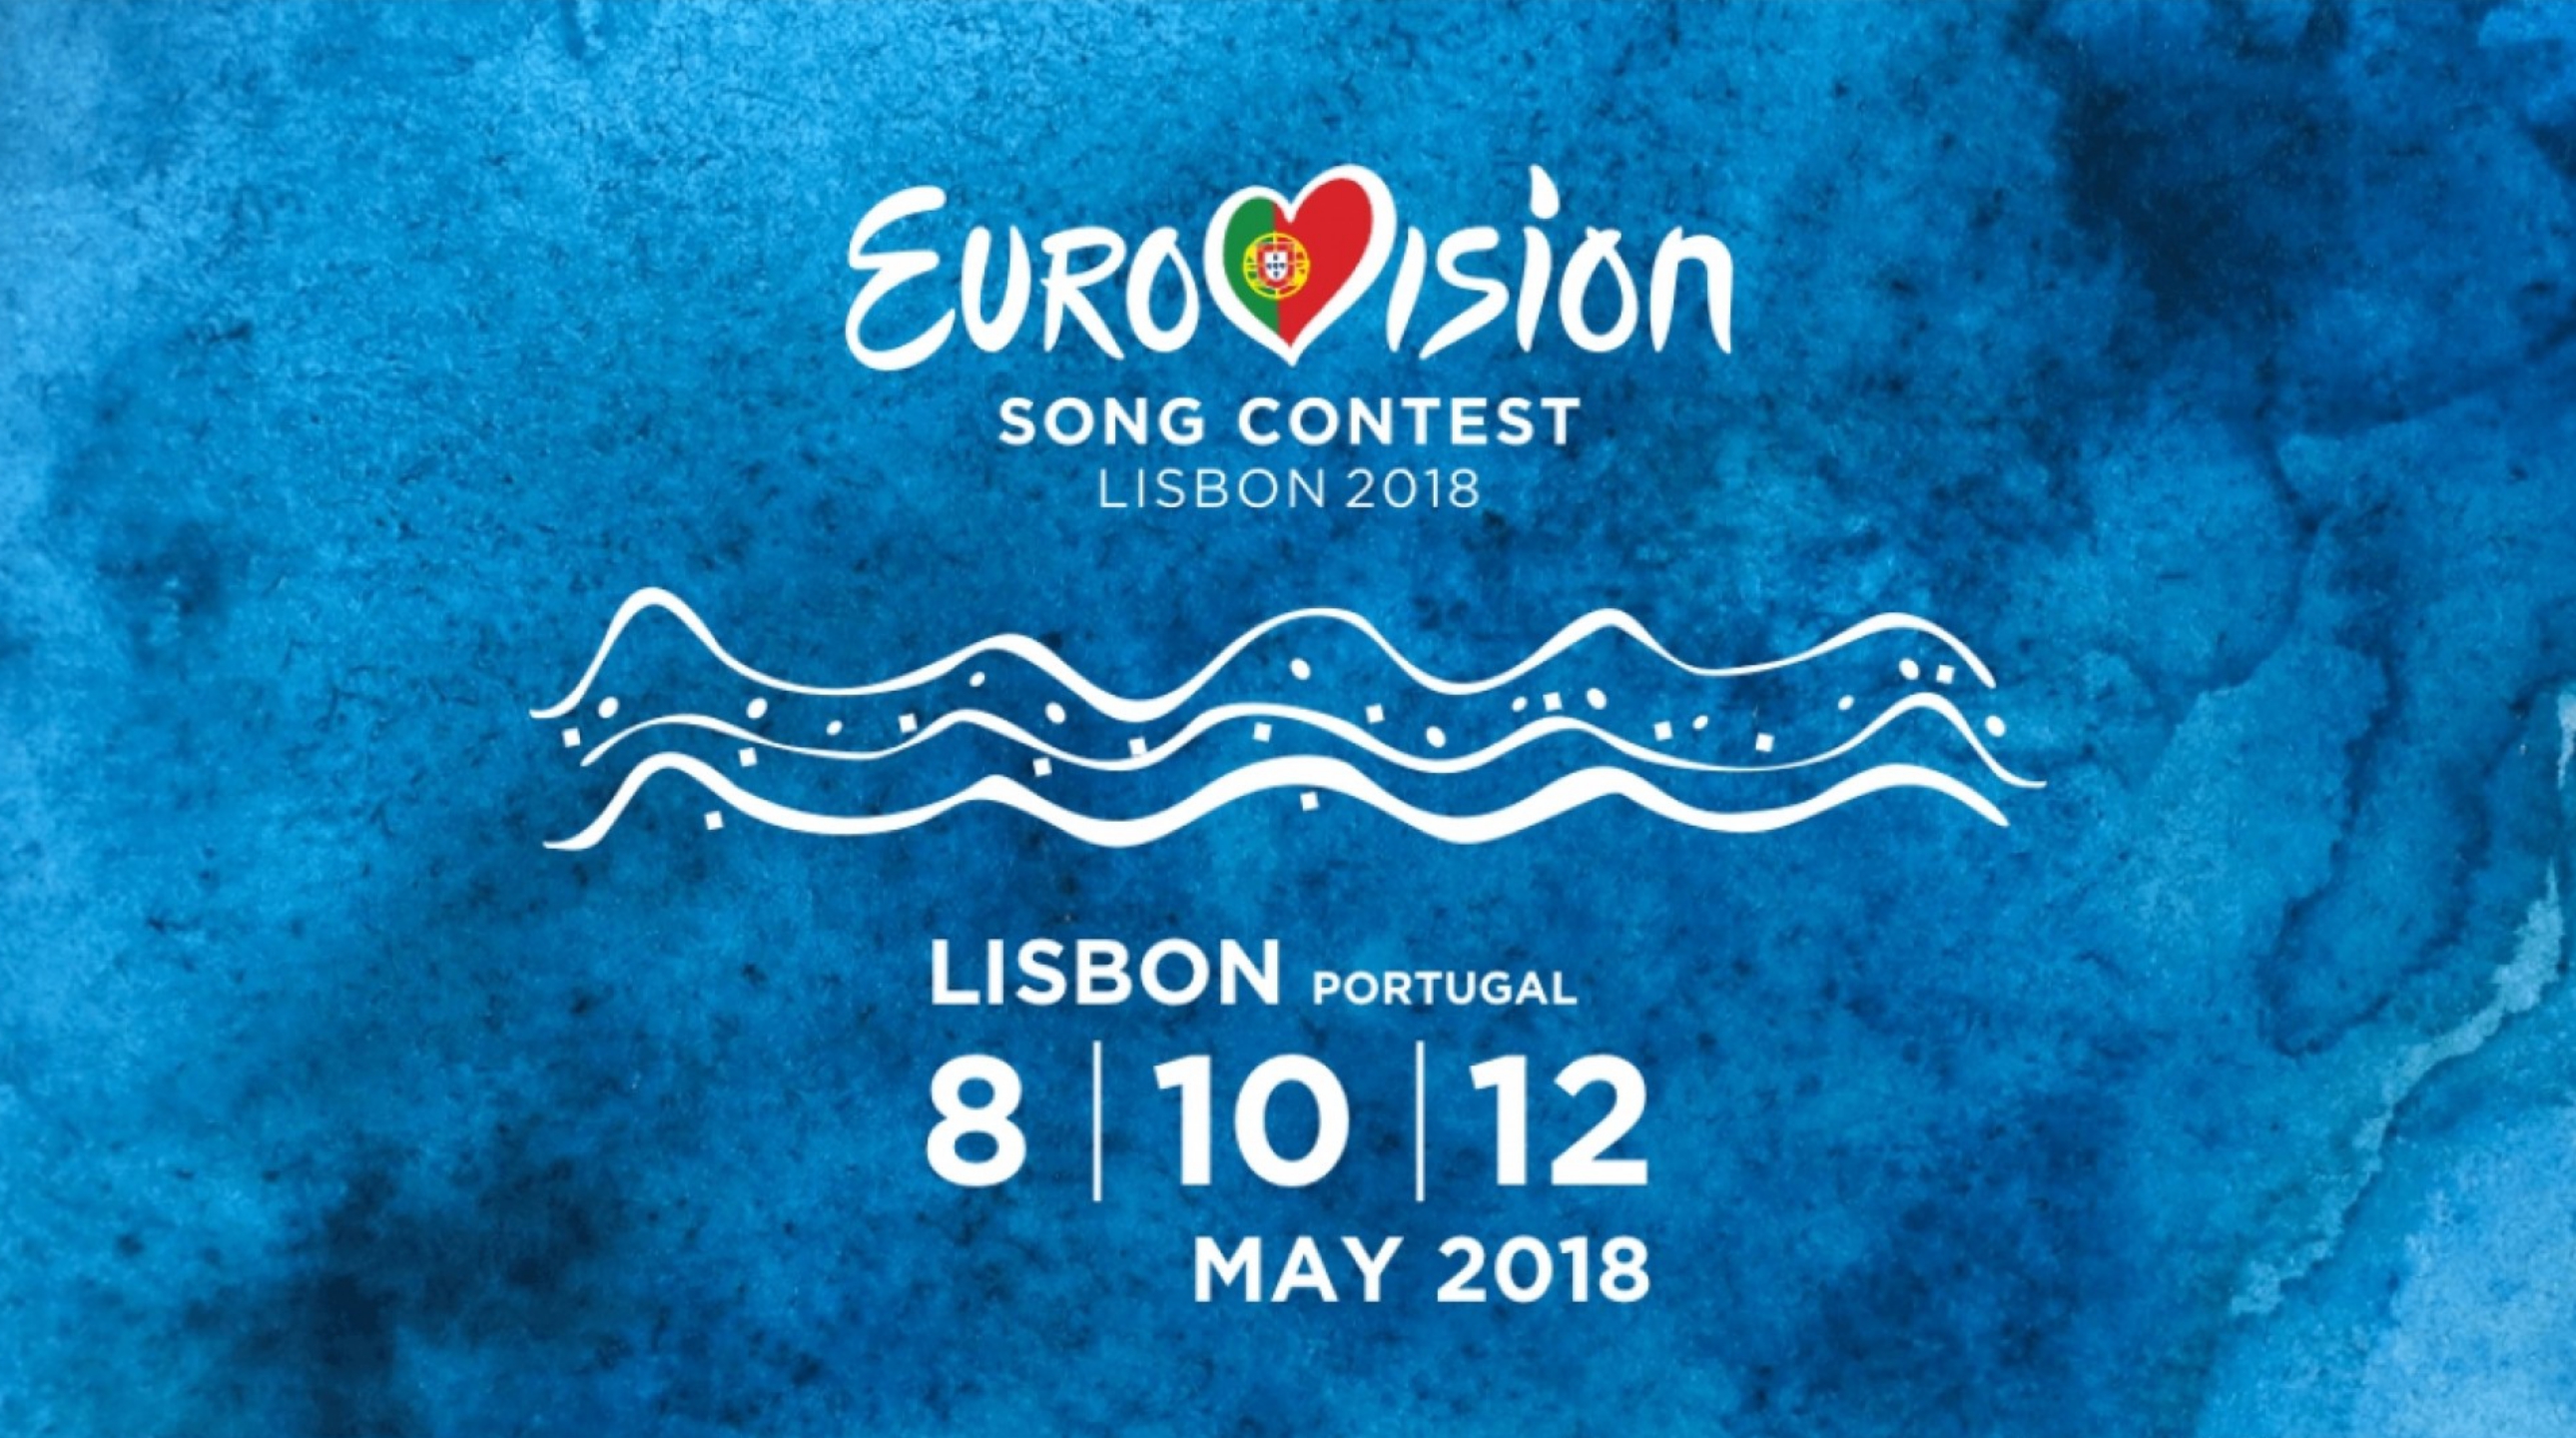 EUROVISION
SONG CONTEST
LISBON 2018
LISBON PORTUGAL
8 | 10 | 12
MAY 2018